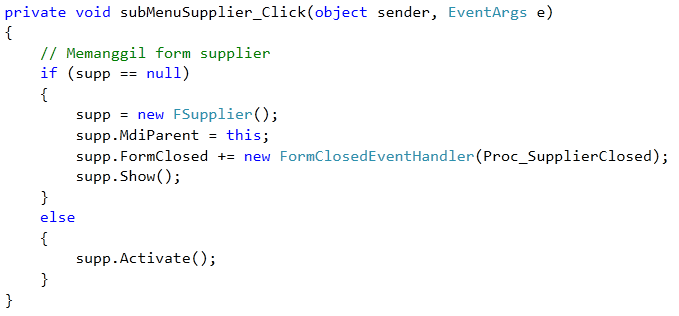 private void subMenuSupplier_Click(object sender, EventArgs e)
{
    // Memanggil form supplier
    if (supp == null)
    {
        supp = new FSupplier();
        supp.MdiParent = this;
        supp.FormClosed += new FormClosedEventHandler(Proc_SupplierClosed);
        supp.Show();
    }
    else
    {
        supp.Activate();
    }
}